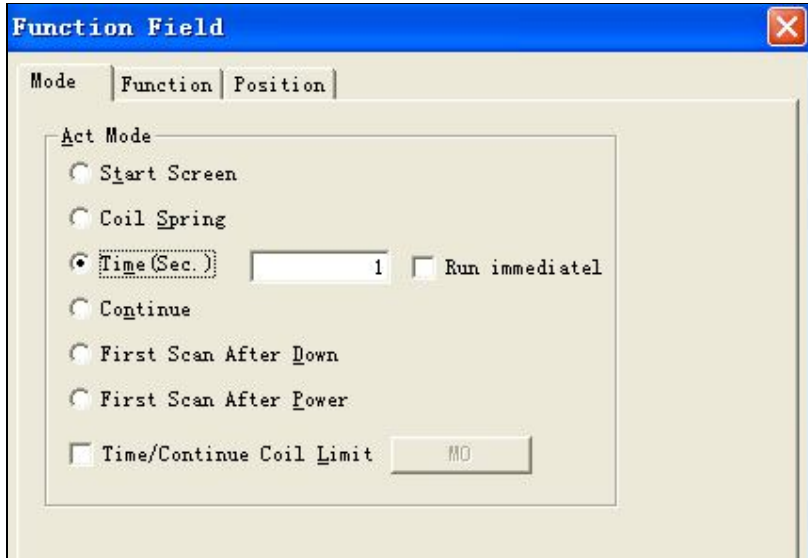 Function Field
Mode Function Position
Act Mode
Start Screen
Coil Spring
Time(Sec.) 1 Run immediatel
Continue
First Scan After Down
First Scan After Power
Time/Continue Coil Limit M0